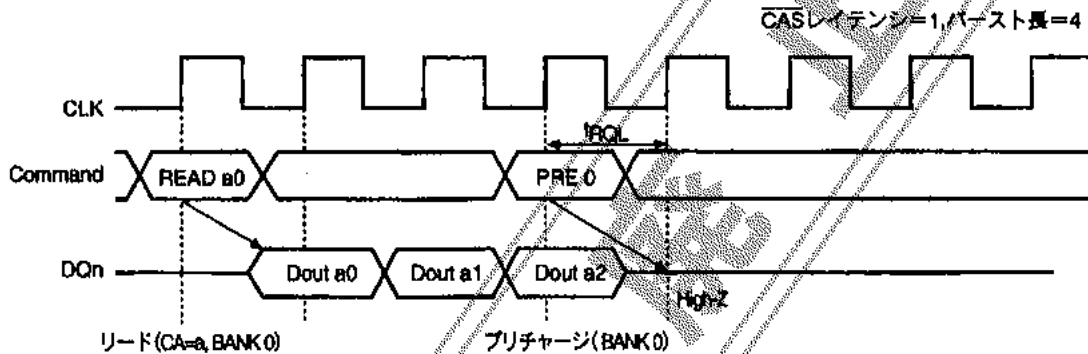 CASレイテンシ=1,バースト長=4
CLK
tRQL
Command READ a0 PRE 0
DQn Dout a0 Dout a1 Dout a2
High-Z
リード(CA=a, BANK 0) プリチャージ(BANK 0)